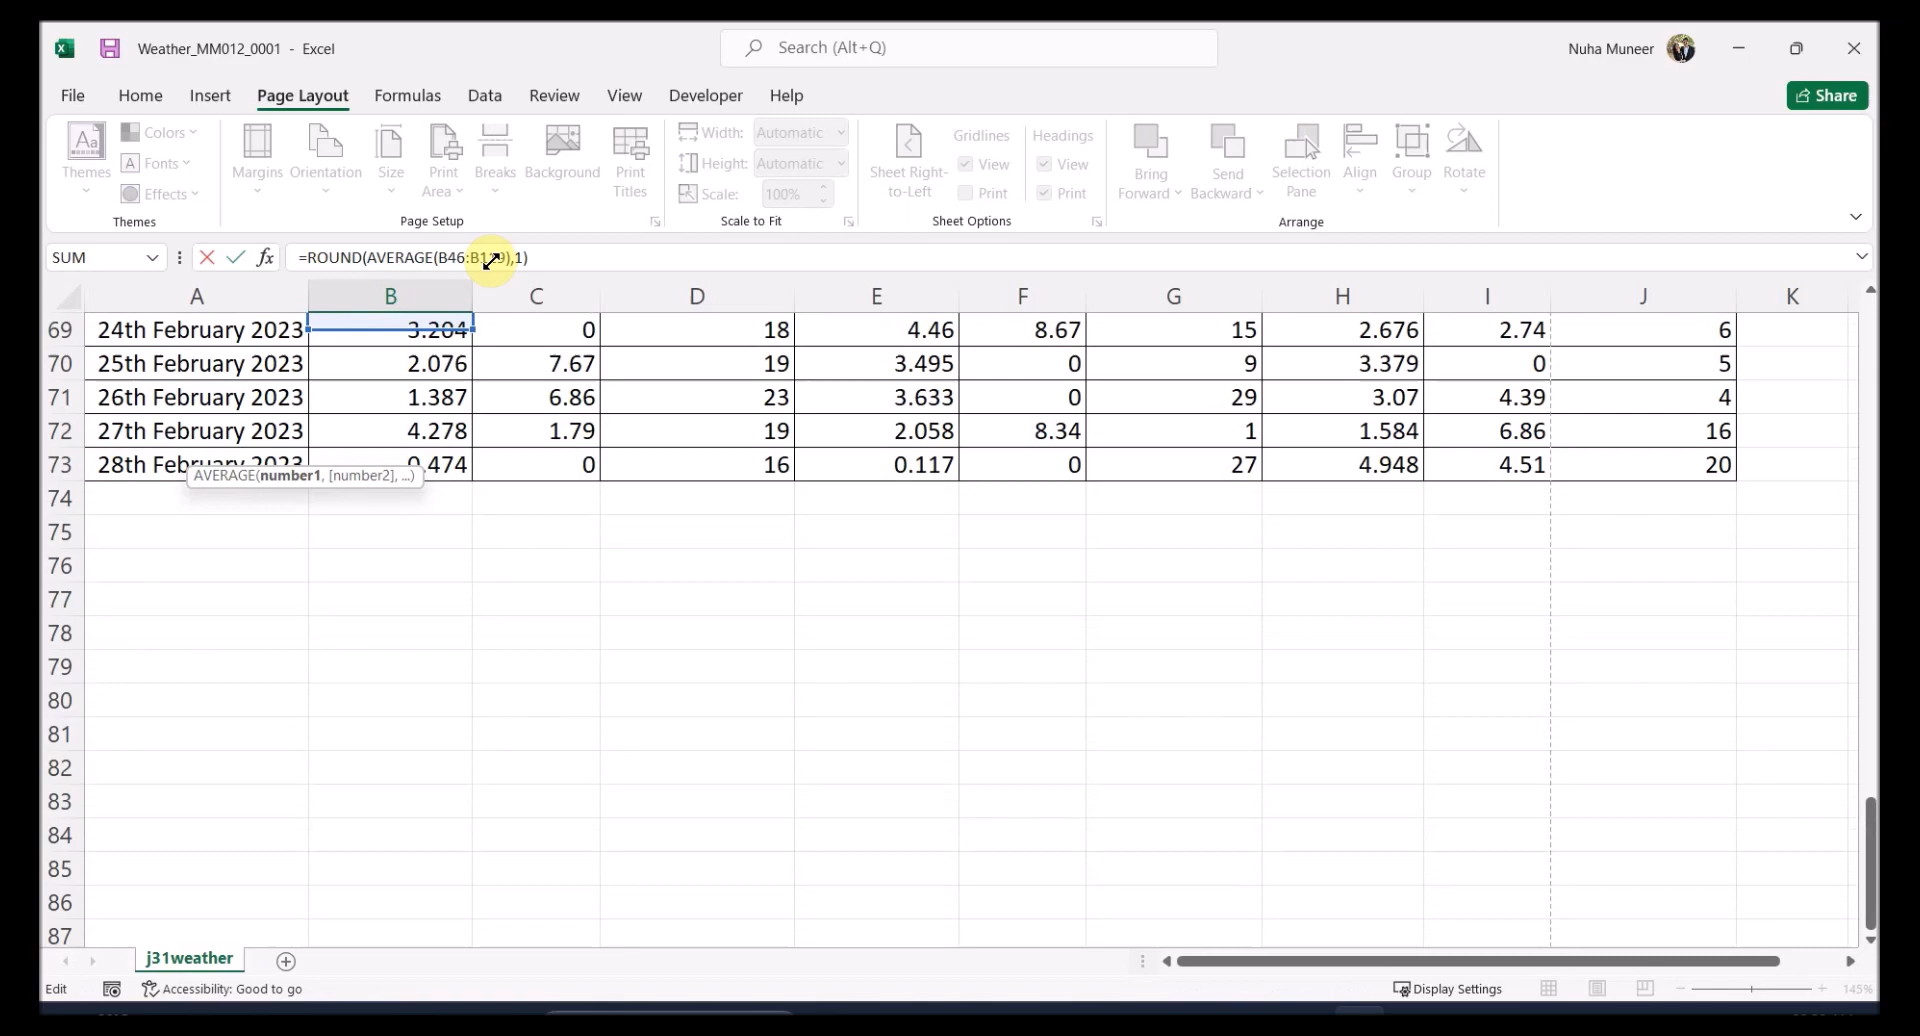 Weather_MM012_0001 - Excel
Search (Alt+Q)
Nuha Muneer
File Home Insert Page Layout Formulas Data Review View Developer Help
Share
Aa
Themes
Colors
A Fonts
Effects
Themes
Margins Orientation Size Print Area Breaks Background Print Titles
Page Setup
Width: Automatic
Height: Automatic
Scale: 100%
Scale to Fit
Sheet Right-to-Left
Gridlines
View
Print
Headings
View
Print
Sheet Options
Bring Forward Send Backward Selection Pane Align Group Rotate
Arrange
SUM
fx
=ROUND(AVERAGE(B46: ,1)
A B C D E F G H I J K
69 24th February 2023 3.204 0 18 4.46 8.67 15 2.676 2.74 6
70 25th February 2023 2.076 7.67 19 3.495 0 9 3.379 0 5
71 26th February 2023 1.387 6.86 23 3.633 0 29 3.07 4.39 4
72 27th February 2023 4.278 1.79 19 2.058 8.34 1 1.584 6.86 16
73 28th February 2023 0.474 0 16 0.117 0 27 4.948 4.51 20
AVERAGE(number1, [number2], ...)
74
75
76
77
78
79
80
81
82
83
84
85
86
87
j31weather
Edit
Accessibility: Good to go
Display Settings
145%